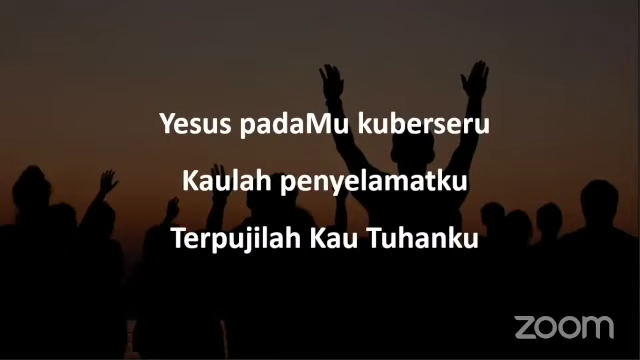 Yesus padaMu kuberseru
Kaulah penyelamatku
Terpujilah Kau Tuhanku
zoom